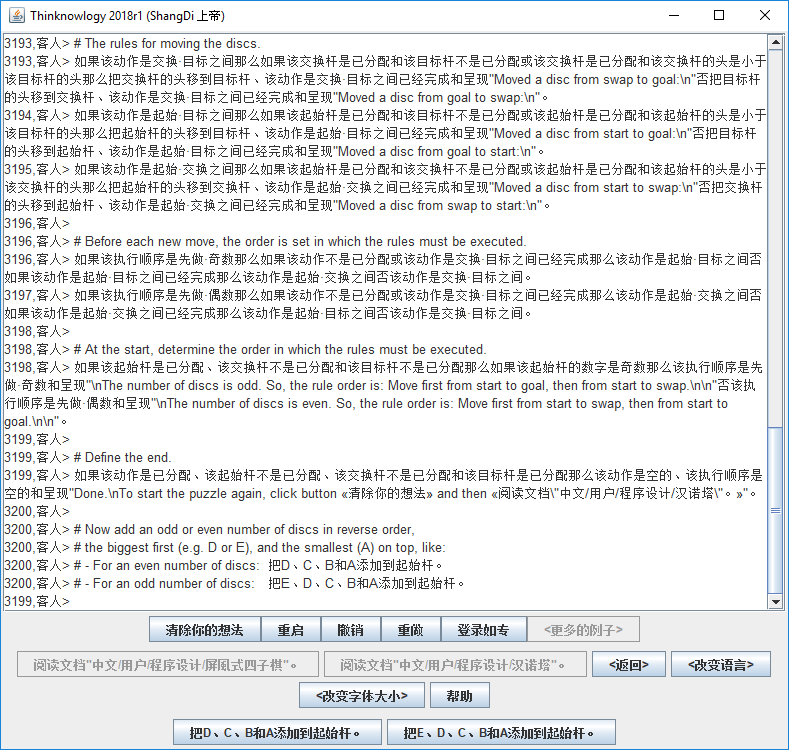 Thinknowlogy 2018r1 (ShangDi 上帝)
3193,客人> # The rules for moving the discs.
3193,客人> 如果该动作是交换·目标之间那么如果该交换杆是已分配和该目标杆不是已分配或该交换杆是已分配和该交换杆的头是小于
该目标杆的头那么把交换杆的头移到目标杆、该动作是交换·目标之间已经完成和呈现"Moved a disc from swap to goal:\n"否把目标杆
的头移到交换杆、该动作是交换·目标之间已经完成和呈现"Moved a disc from goal to swap:\n"。
3194,客人> 如果该动作是起始·目标之间那么如果该起始杆是已分配和该目标杆不是已分配或该起始杆是已分配和该起始杆的头是小于
该目标杆的头那么把起始杆的头移到目标杆、该动作是起始·目标之间已经完成和呈现"Moved a disc from start to goal:\n"否把目标杆
的头移到起始杆、该动作是起始·目标之间已经完成和呈现"Moved a disc from goal to start:\n"。
3195,客人> 如果该动作是起始·交换之间那么如果该起始杆是已分配和该交换杆不是已分配或该起始杆是已分配和该起始杆的头是小于
该交换杆的头那么把起始杆的头移到交换杆、该动作是起始·交换之间已经完成和呈现"Moved a disc from start to swap:\n"否把交换杆
的头移到起始杆、该动作是起始·交换之间已经完成和呈现"Moved a disc from swap to start:\n"。
3196,客人>
3196,客人> # Before each new move, the order is set in which the rules must be executed.
3196,客人> 如果该执行顺序是先做·奇数那么如果该动作不是已分配或该动作是交换·目标之间已经完成那么该动作是起始·目标之间否
如果该动作是起始·目标之间已经完成那么该动作是起始·交换之间否该动作是交换·目标之间。
3197,客人> 如果该执行顺序是先做·偶数那么如果该动作不是已分配或该动作是交换·目标之间已经完成那么该动作是起始·交换之间否
如果该动作是起始·交换之间已经完成那么该动作是起始·目标之间否该动作是交换·目标之间。
3198,客人>
3198,客人> # At the start, determine the order in which the rules must be executed.
3198,客人> 如果该起始杆是已分配、该交换杆不是已分配和该目标杆不是已分配那么如果该起始杆的数字是奇数那么该执行顺序是先
做·奇数和呈现"\nThe number of discs is odd. So, the rule order is: Move first from start to goal, then from start to swap.\n\n"否该执
行顺序是先做·偶数和呈现"\nThe number of discs is even. So, the rule order is: Move first from start to swap, then from start to
goal.\n\n"。
3199,客人>
3199,客人> # Define the end.
3199,客人> 如果该动作是已分配、该起始杆不是已分配、该交换杆不是已分配和该目标杆是已分配那么该动作是空的、该执行顺序是
空的和呈现"Done.\nTo start the puzzle again, click button «清除你的想法» and then «阅读文档\"中文/用户/程序设计/汉诺塔\"。»"。
3200,客人>
3200,客人> # Now add an odd or even number of discs in reverse order,
3200,客人> # the biggest first (e.g. D or E), and the smallest (A) on top, like:
3200,客人> # - For an even number of discs: 把D、C、B和A添加到起始杆。
3200,客人> # - For an odd number of discs: 把E、D、C、B和A添加到起始杆。
3199,客人>
清除你的想法 重启 撤销 重做 登录如专 <更多的例子>
阅读文档"中文/用户/程序设计/屏風式四子棋"。 阅读文档"中文/用户/程序设计/汉诺塔"。 <返回> <改变语言>
<改变字体大小> 帮助
把D、C、B和A添加到起始杆。 把E、D、C、B和A添加到起始杆。